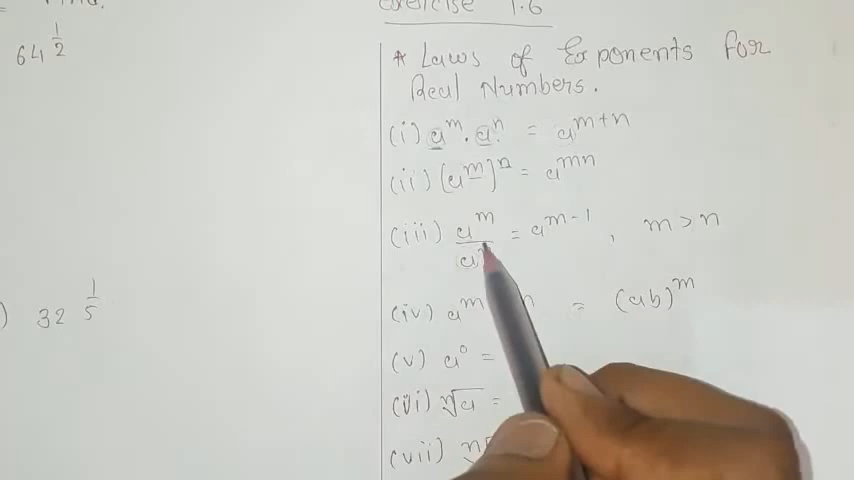 Exercise 1.6
64^(1/2)
* Laws of Exponents for
Real Numbers.
(i) a^m . a^n = a^(m+n)
(ii) (a^m)^n = a^(mn)
(iii) a^m / a^n = a^(m-1) , m > n
) 32^(1/5)
(iv) a^m = (ab)^m
(v) a^0 =
(vi) ⁿ√a =
(vii)